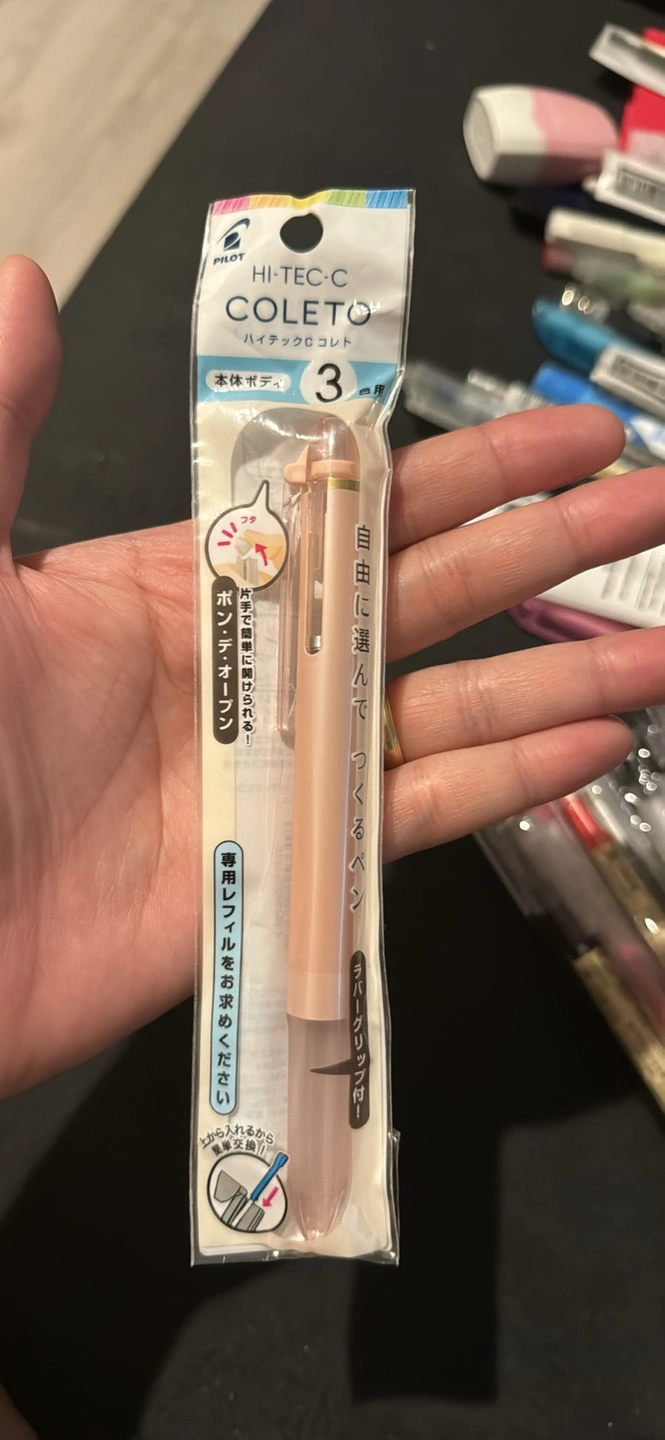 PILOT
HI-TEC-C
COLETO
ハイテックC コレト
本体ボディ 3色用
フタ
片手で簡単に開けられる!
ポン・デ・オープン
自由に選んで つくるペン
専用レフィルをお求めください
ラバーグリップ付!
上から入れるから
簡単交換!